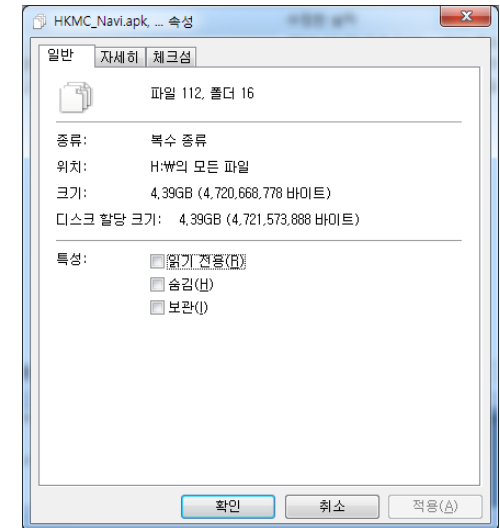 HKMC_Navi.apk, ... 속성
일반 자세히 체크섬
파일 112, 폴더 16
종류: 복수 종류
위치: H:₩의 모든 파일
크기: 4,39GB (4,720,668,778 바이트)
디스크 할당 크기: 4,39GB (4,721,573,888 바이트)
특성: 읽기 전용(R)
숨김(H)
보관(I)
확인 취소 적용(A)